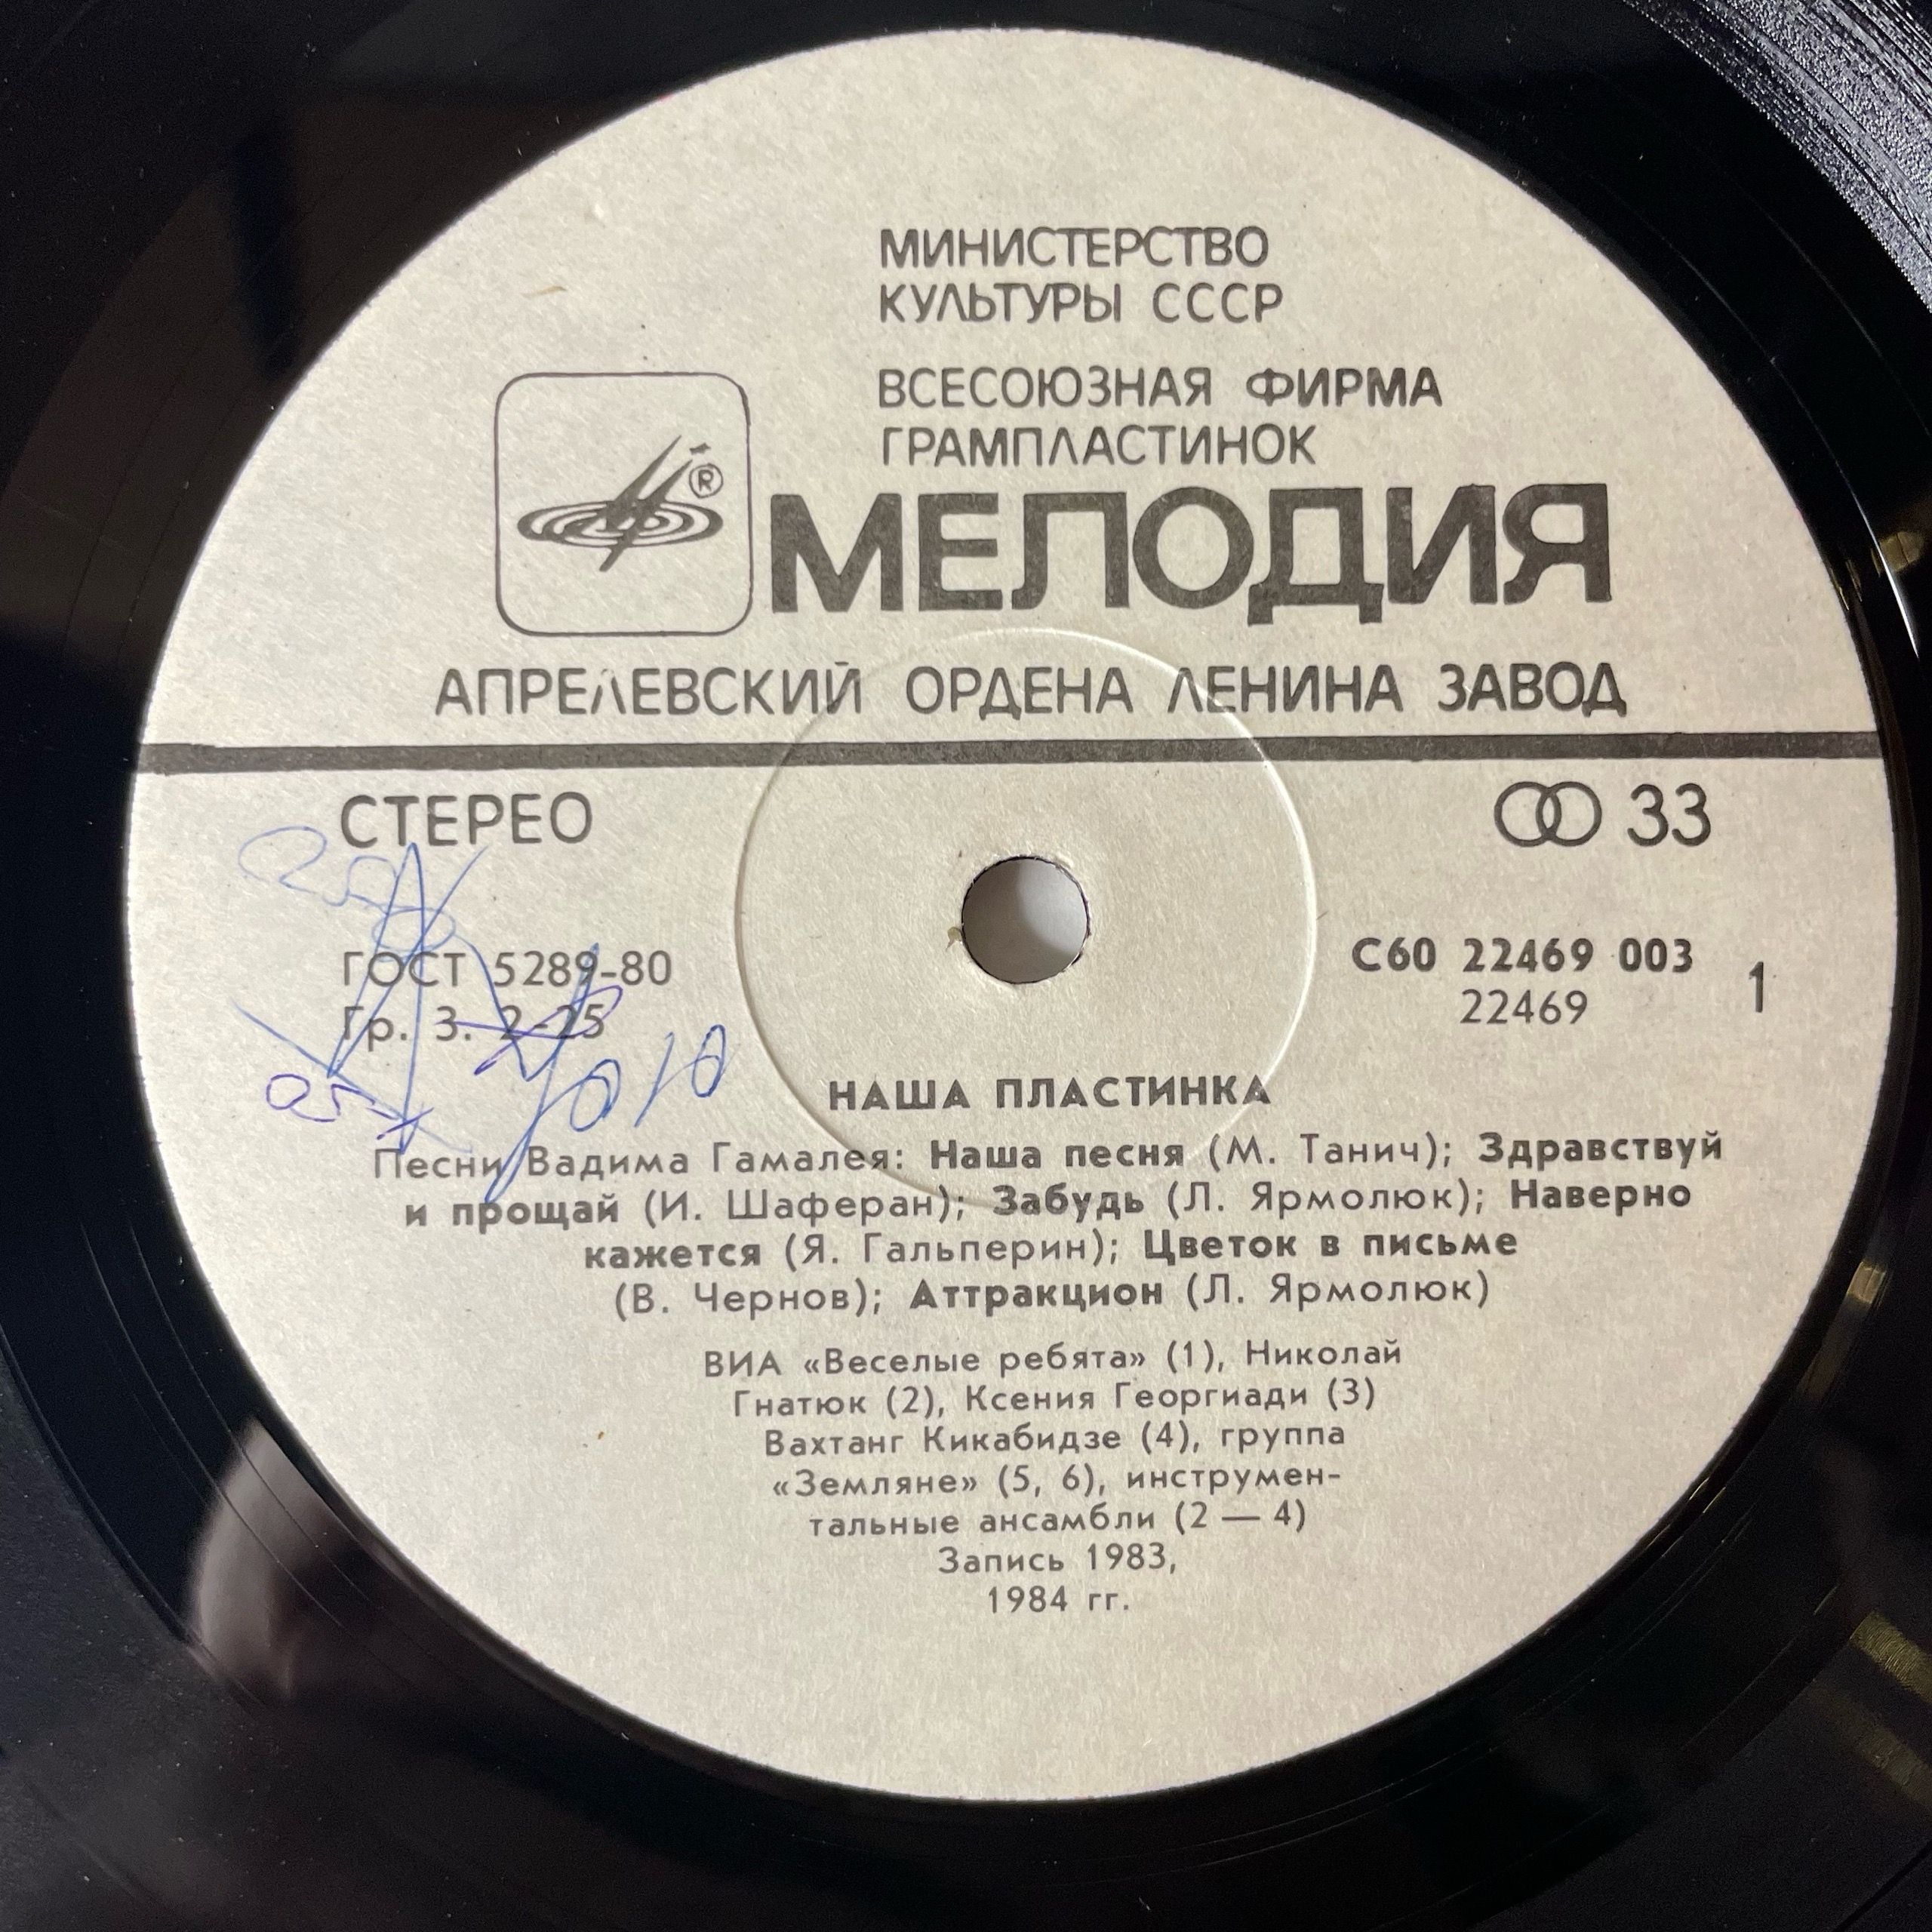 МИНИСТЕРСТВО
КУЛЬТУРЫ СССР
ВСЕСОЮЗНАЯ ФИРМА
ГРАМПЛАСТИНОК
®
МЕЛОДИЯ
АПРЕЛЕВСКИЙ ОРДЕНА ЛЕНИНА ЗАВОД
СТЕРЕО
33
ГОСТ 5289-80
Гр. 3. 2-25
С60 22469 003
22469
1
НАША ПЛАСТИНКА
Песни Вадима Гамалея: Наша песня (М. Танич); Здравствуй
и прощай (И. Шаферан); Забудь (Л. Ярмолюк); Наверно
кажется (Я. Гальперин); Цветок в письме
(В. Чернов); Аттракцион (Л. Ярмолюк)
ВИА «Веселые ребята» (1), Николай
Гнатюк (2), Ксения Георгиади (3)
Вахтанг Кикабидзе (4), группа
«Земляне» (5, 6), инструмен-
тальные ансамбли (2 — 4)
Запись 1983,
1984 гг.